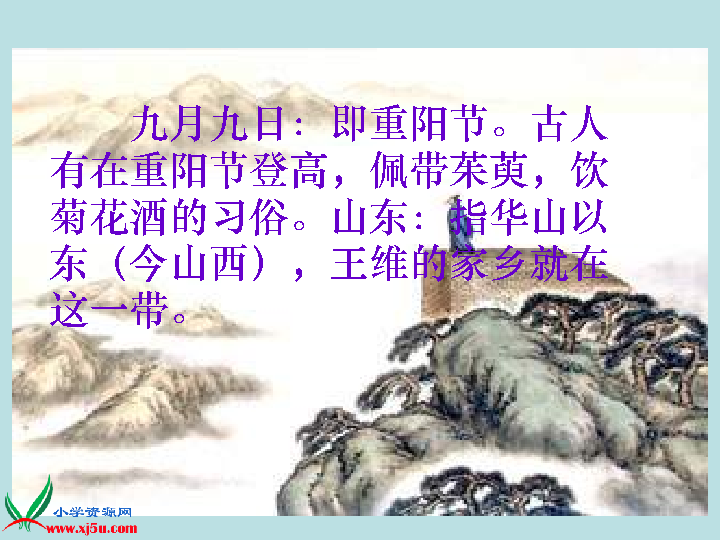 九月九日：即重阳节。古人
有在重阳节登高，佩带茱萸，饮
菊花酒的习俗。山东：指华山以
东（今山西），王维的家乡就在
这一带。
小学资源网
www.xj5u.com